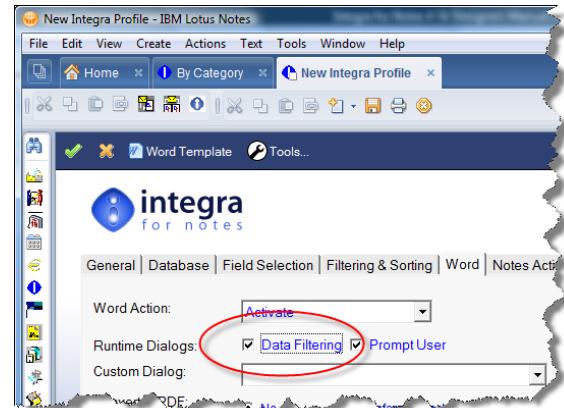 New Integra Profile - IBM Lotus Notes
File Edit View Create Actions Text Tools Window Help
Home By Category New Integra Profile
Word Template Tools...
integra
for notes
General Database Field Selection Filtering & Sorting Word Notes Acti
Word Action: Activate
Runtime Dialogs: Data Filtering Prompt User
Custom Dialog:
RDE: No